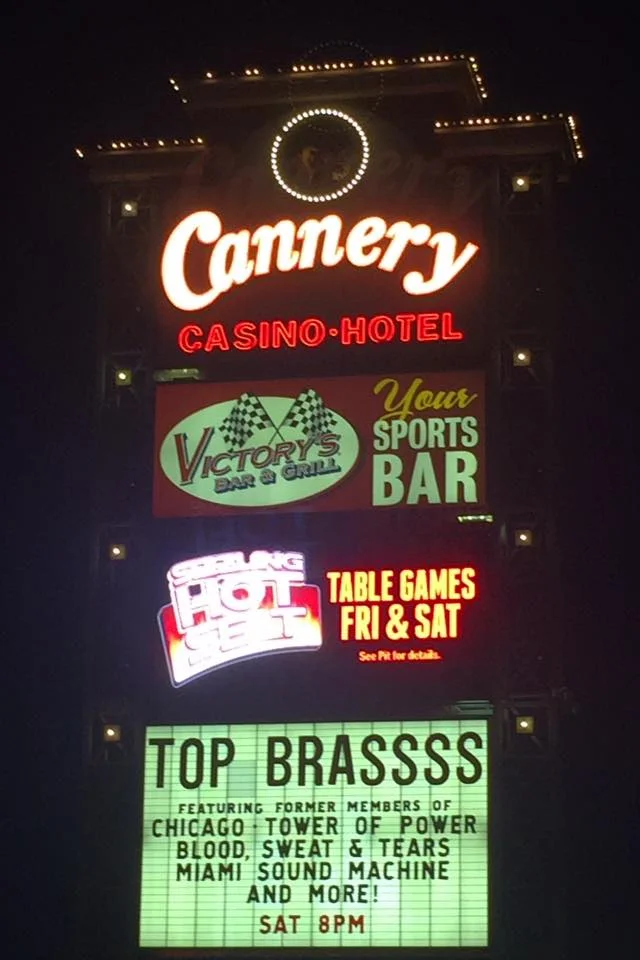 Cannery
CASINO·HOTEL
VICTORY'S
BAR & GRILL
Your
SPORTS
BAR
SIZZLING
HOT
SEAT
TABLE GAMES
FRI & SAT
See Pit for details.
TOP BRASSSS
FEATURING FORMER MEMBERS OF
CHICAGO · TOWER OF POWER
BLOOD, SWEAT & TEARS
MIAMI SOUND MACHINE
AND MORE!
SAT 8PM